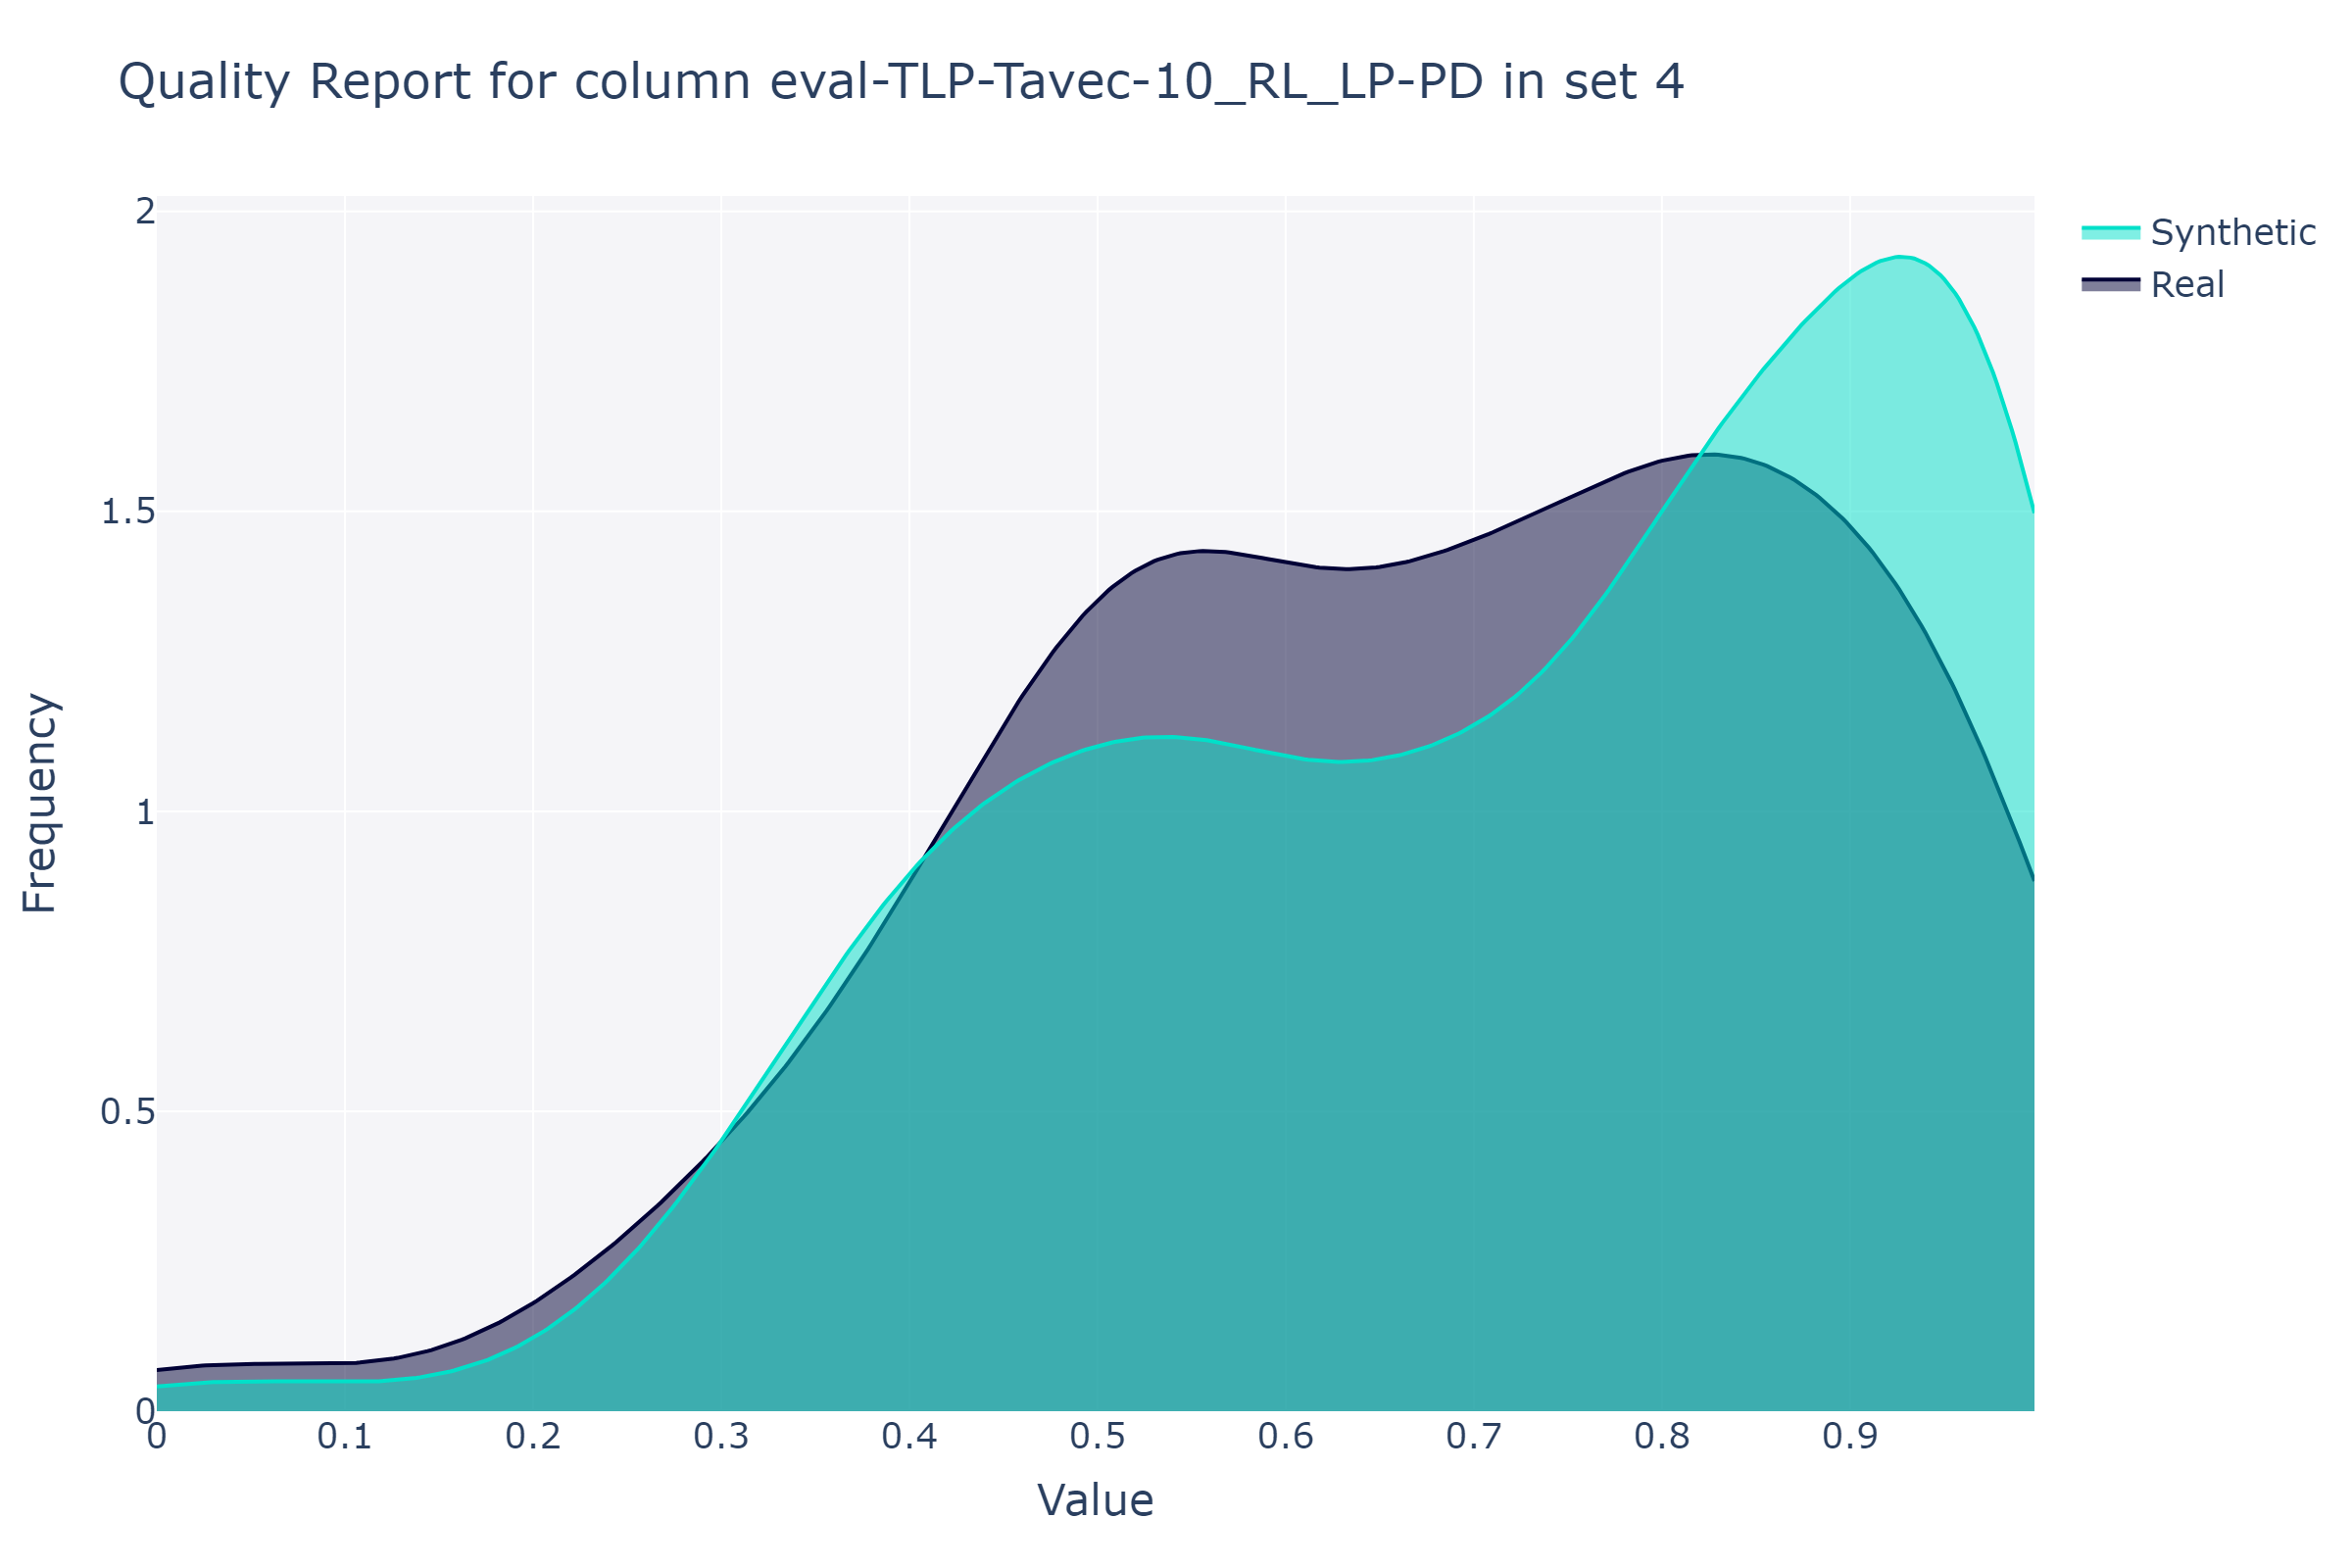 Quality Report for column eval-TLP-Tavec-10_RL_LP-PD in set 4
Synthetic
Real
Frequency
2
1.5
1
0.5
0
0 0.1 0.2 0.3 0.4 0.5 0.6 0.7 0.8 0.9
Value